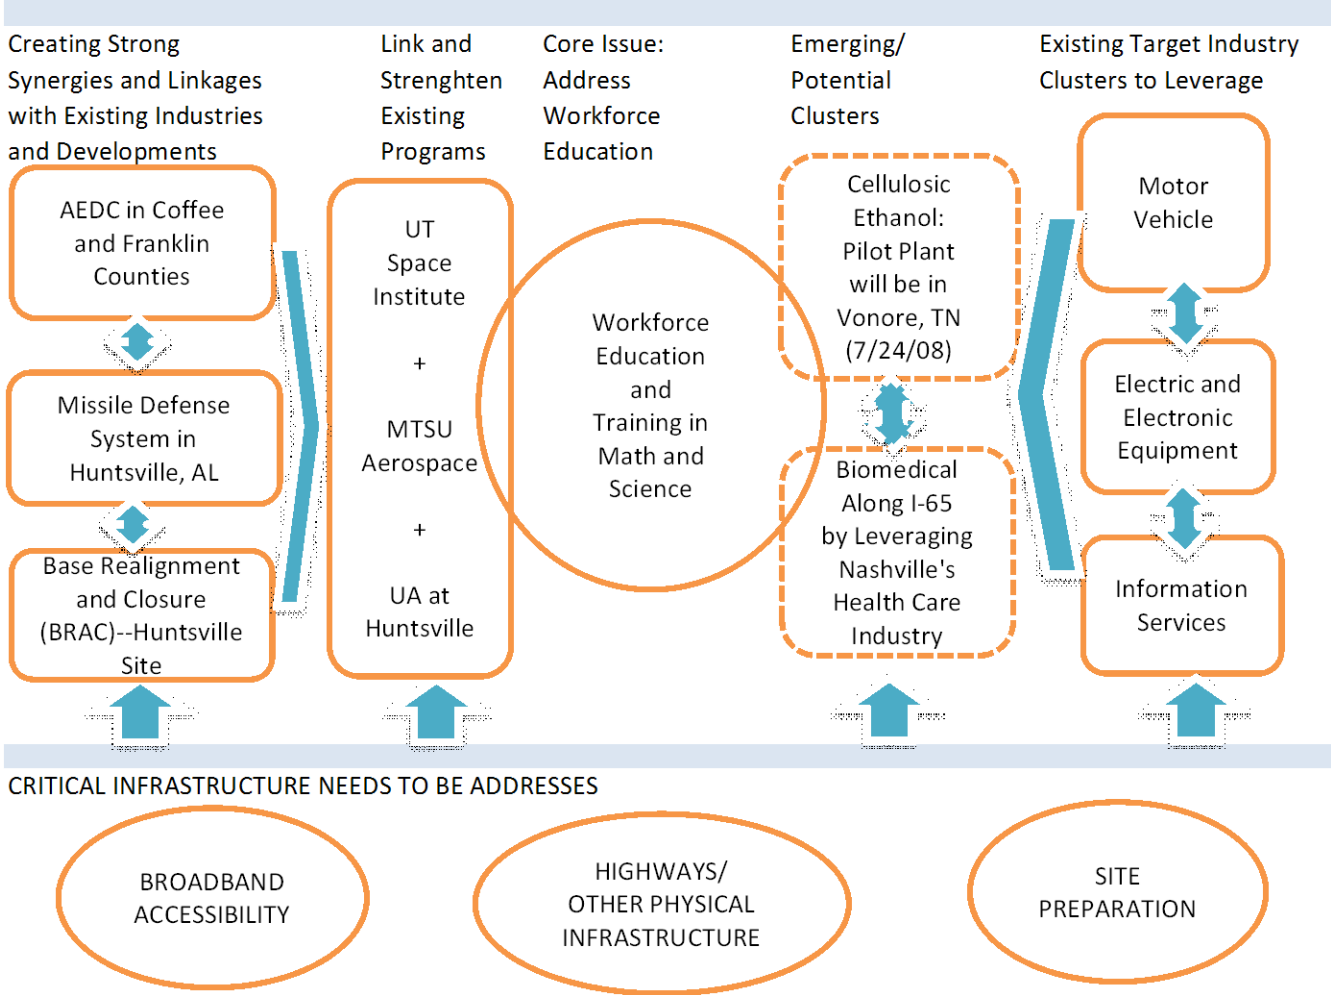 Creating Strong
Synergies and Linkages
with Existing Industries
and Developments
AEDC in Coffee
and Franklin
Counties
Missile Defense
System in
Huntsville, AL
Base Realignment
and Closure
(BRAC)--Huntsville
Site
Link and
Strenghten
Existing
Programs
UT
Space
Institute
+
MTSU
Aerospace
+
UA at
Huntsville
Core Issue:
Address
Workforce
Education
Workforce
Education
and
Training in
Math and
Science
Emerging/
Potential
Clusters
Cellulosic
Ethanol:
Pilot Plant
will be in
Vonore, TN
(7/24/08)
Biomedical
Along I-65
by Leveraging
Nashville's
Health Care
Industry
Existing Target Industry
Clusters to Leverage
Motor
Vehicle
Electric and
Electronic
Equipment
Information
Services
CRITICAL INFRASTRUCTURE NEEDS TO BE ADDRESSES
BROADBAND
ACCESSIBILITY
HIGHWAYS/
OTHER PHYSICAL
INFRASTRUCTURE
SITE
PREPARATION